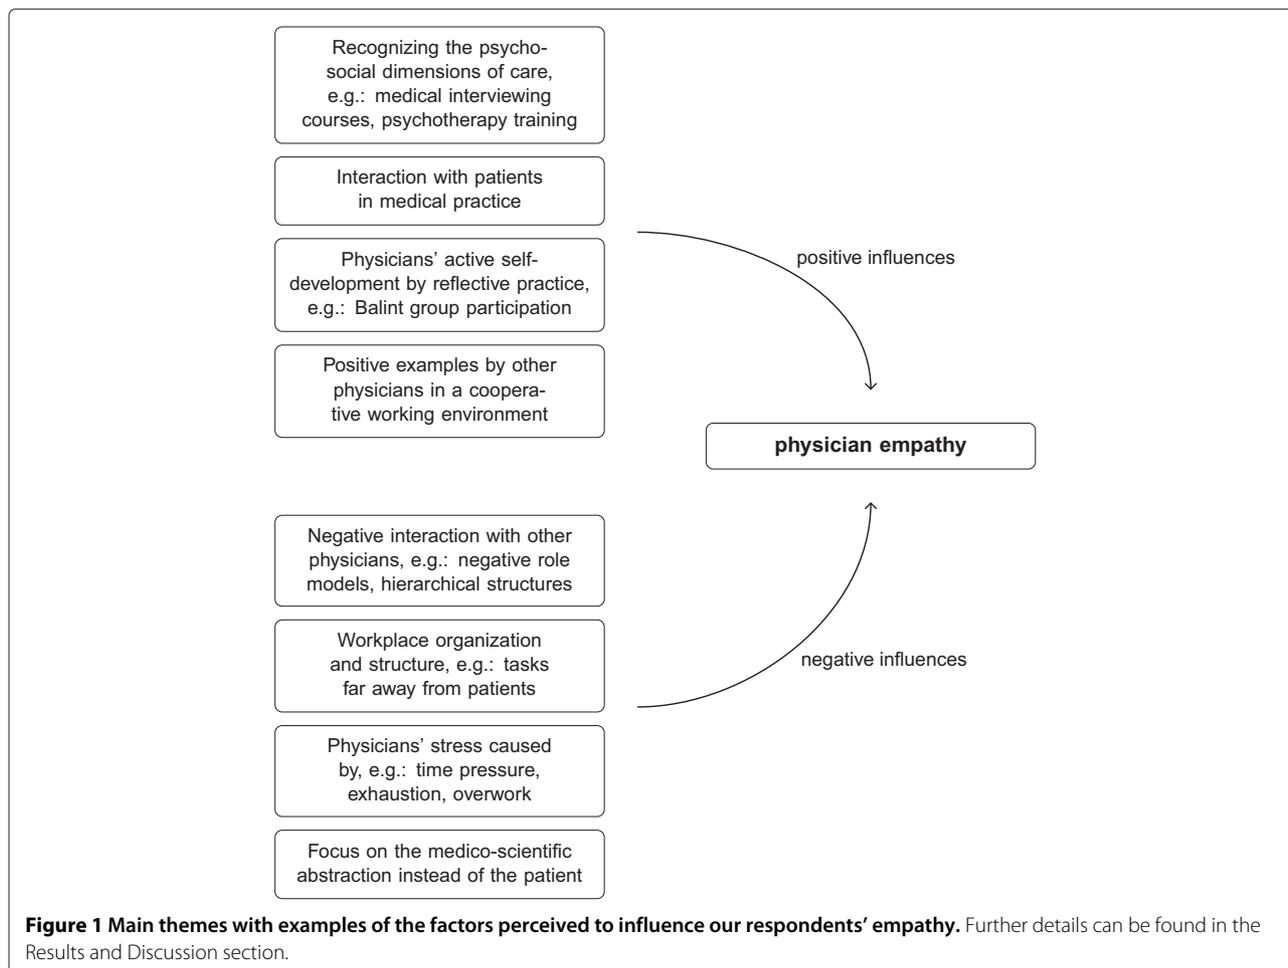 Recognizing the psycho-
social dimensions of care,
e.g.: medical interviewing
courses, psychotherapy training
Interaction with patients
in medical practice
Physicians’ active self-
development by reflective practice,
e.g.: Balint group participation
Positive examples by other
physicians in a coopera-
tive working environment
positive influences
physician empathy
Negative interaction with other
physicians, e.g.: negative role
models, hierarchical structures
Workplace organization
and structure, e.g.: tasks
far away from patients
negative influences
Physicians’ stress caused
by, e.g.: time pressure,
exhaustion, overwork
Focus on the medico-scientific
abstraction instead of the patient
Figure 1 Main themes with examples of the factors perceived to influence our respondents’ empathy. Further details can be found in the
Results and Discussion section.